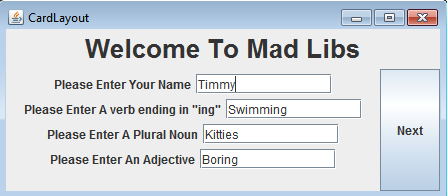 CardLayout
Welcome To Mad Libs
Please Enter Your Name Timmy
Please Enter A verb ending in "ing" Swimming
Please Enter A Plural Noun Kitties
Please Enter An Adjective Boring
Next